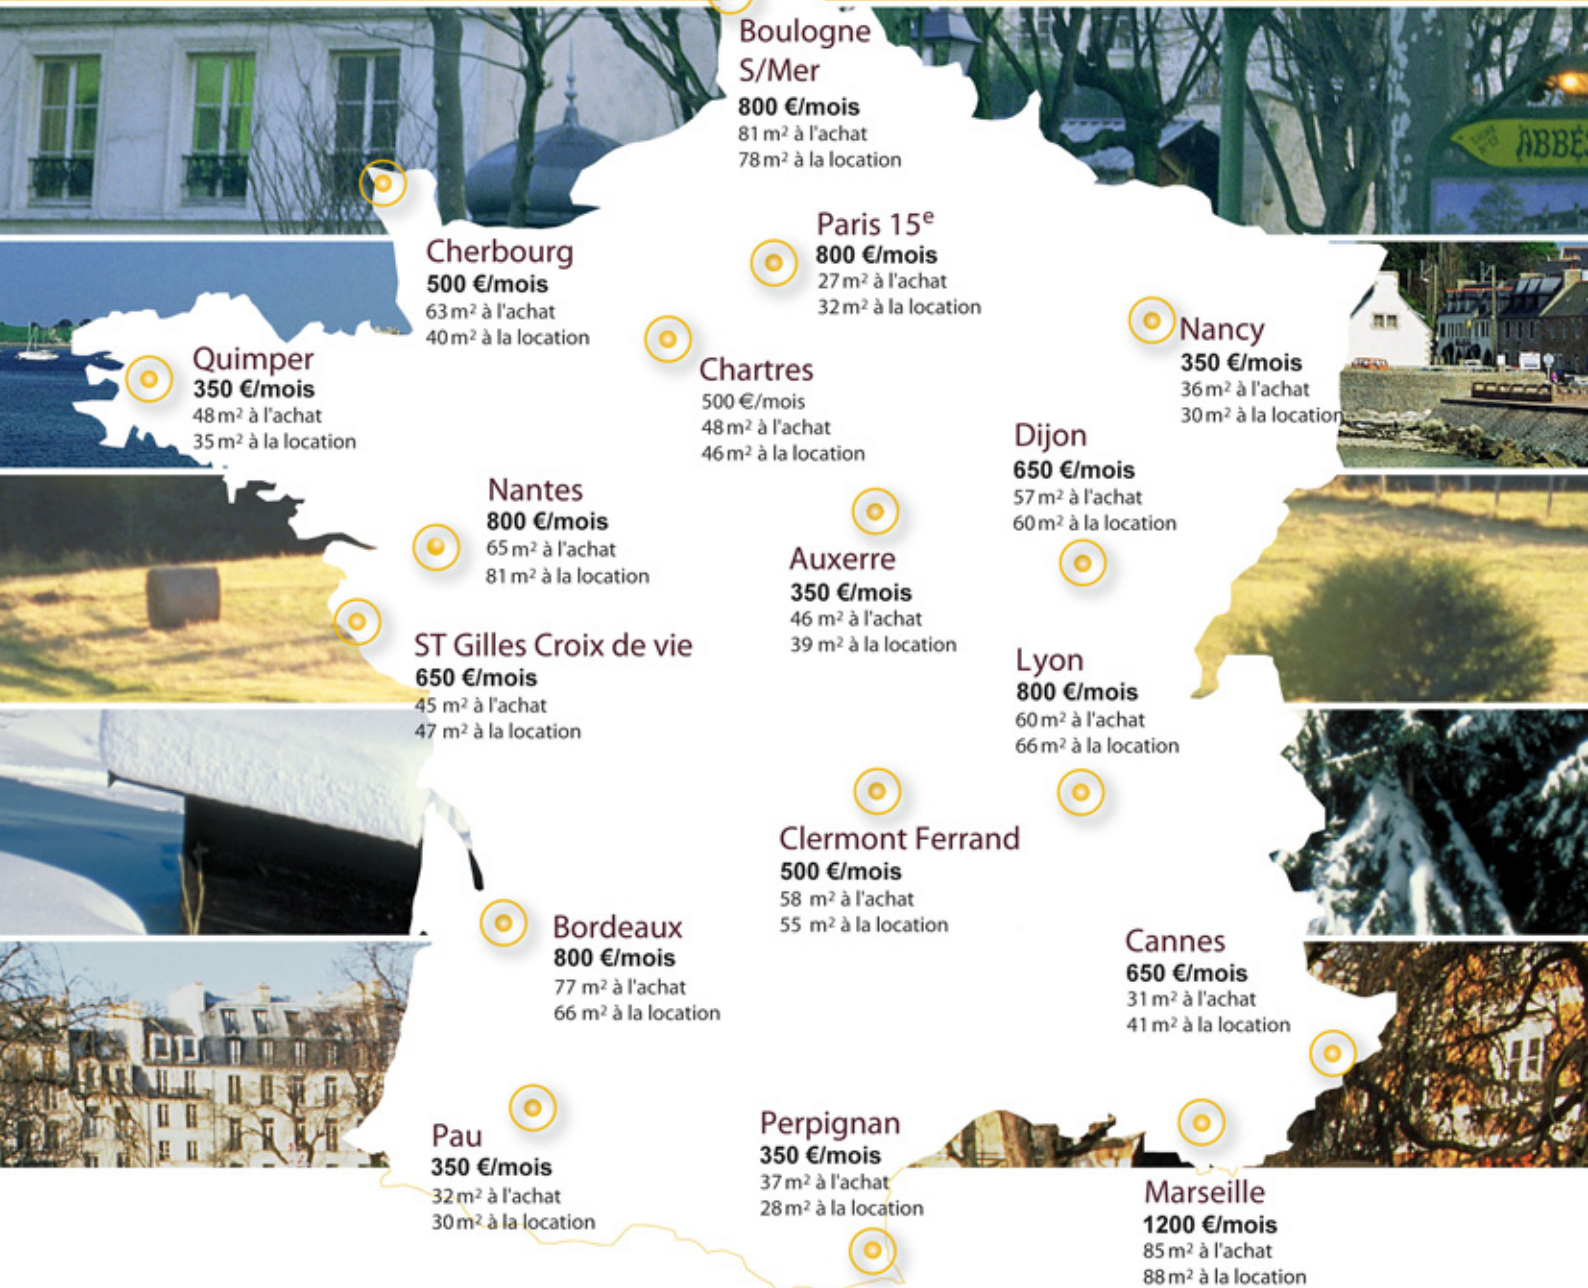 Boulogne
S/Mer
800 €/mois
81 m² à l'achat
78 m² à la location
ABBE
Paris 15e
800 €/mois
27 m² à l'achat
32 m² à la location
Cherbourg
500 €/mois
63 m² à l'achat
40 m² à la location
Nancy
350 €/mois
36 m² à l'achat
30 m² à la location
Quimper
350 €/mois
48 m² à l'achat
35 m² à la location
Chartres
500 €/mois
48 m² à l'achat
46 m² à la location
Dijon
650 €/mois
57 m² à l'achat
60 m² à la location
Nantes
800 €/mois
65 m² à l'achat
81 m² à la location
Auxerre
350 €/mois
46 m² à l'achat
39 m² à la location
ST Gilles Croix de vie
650 €/mois
45 m² à l'achat
47 m² à la location
Lyon
800 €/mois
60 m² à l'achat
66 m² à la location
Clermont Ferrand
500 €/mois
58 m² à l'achat
55 m² à la location
Bordeaux
800 €/mois
77 m² à l'achat
66 m² à la location
Cannes
650 €/mois
31 m² à l'achat
41 m² à la location
Pau
350 €/mois
32 m² à l'achat
30 m² à la location
Perpignan
350 €/mois
37 m² à l'achat
28 m² à la location
Marseille
1200 €/mois
85 m² à l'achat
88 m² à la location